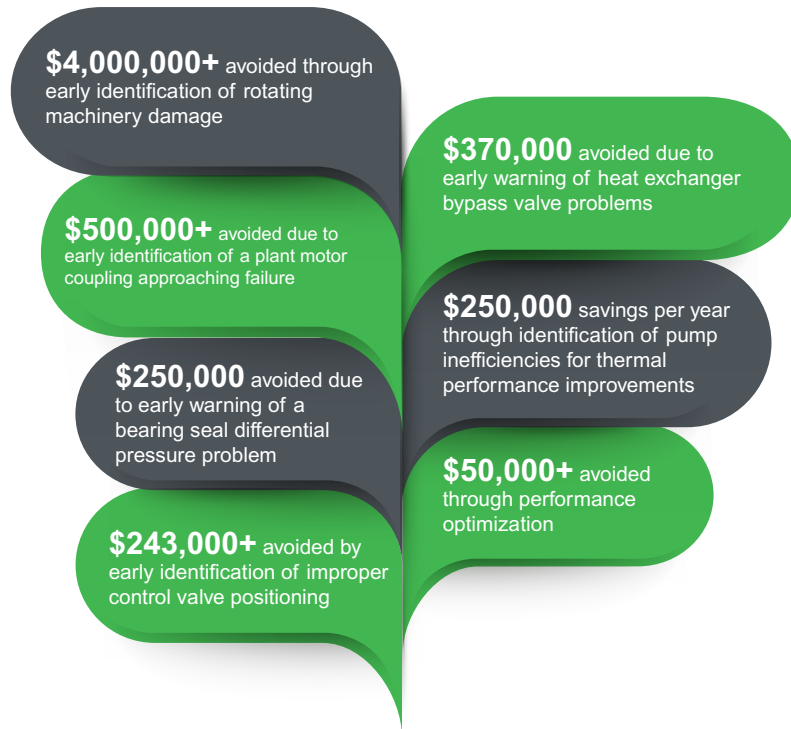 $4,000,000+ avoided through
early identification of rotating
machinery damage
$370,000 avoided due to
early warning of heat exchanger
bypass valve problems
$500,000+ avoided due to
early identification of a plant motor
coupling approaching failure
$250,000 savings per year
through identification of pump
inefficiencies for thermal
performance improvements
$250,000 avoided due
to early warning of a
bearing seal differential
pressure problem
$50,000+ avoided
through performance
optimization
$243,000+ avoided by
early identification of improper
control valve positioning